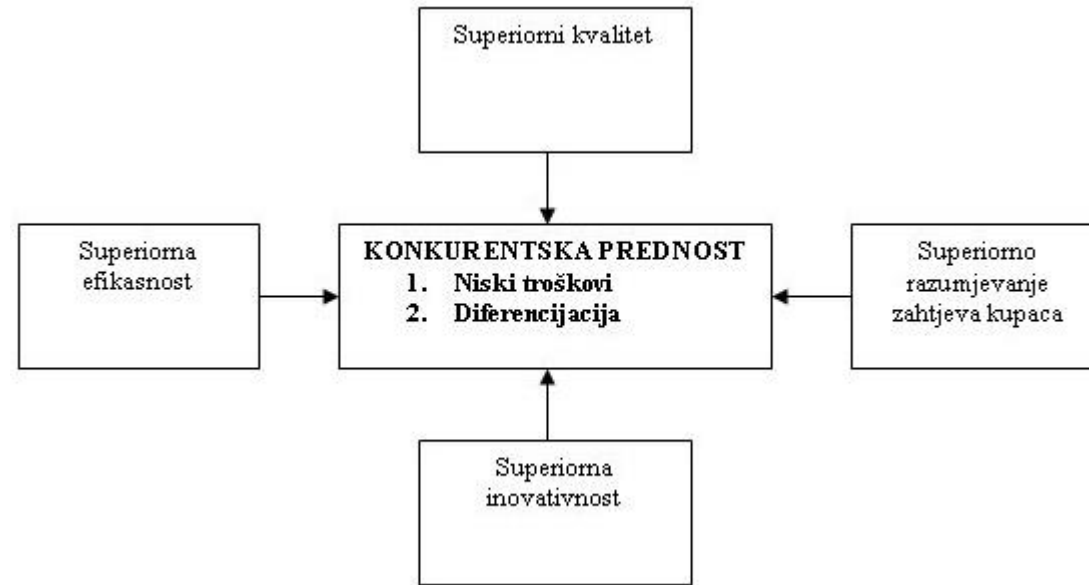 Superiorni kvalitet
Superiorna
efikasnost
KONKURENTSKA PREDNOST
1. Niski troškovi
2. Diferencijacija
Superiorno
razumjevanje
zahtjeva kupaca
Superiorna
inovativnost